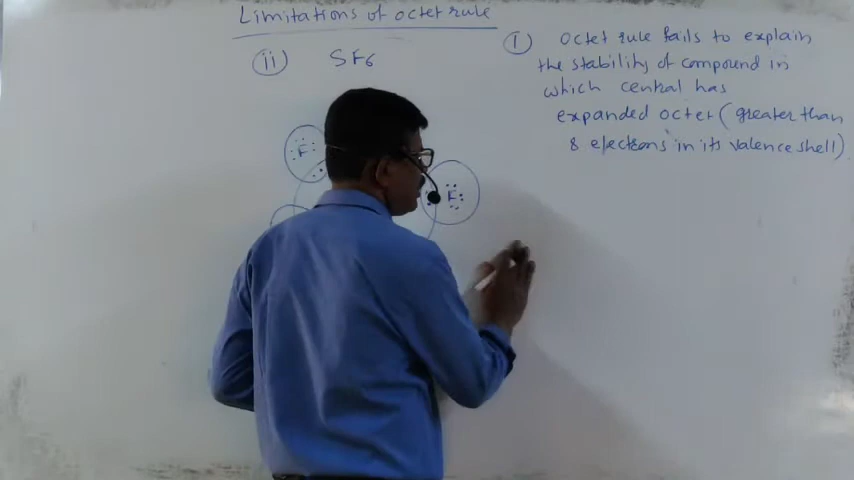 Limitations of octet rule
ii) SF6
F
F
i) octet rule fails to explain
the stability of compound in
which central has
expanded octet (greater than
8 electrons in its valence shell)